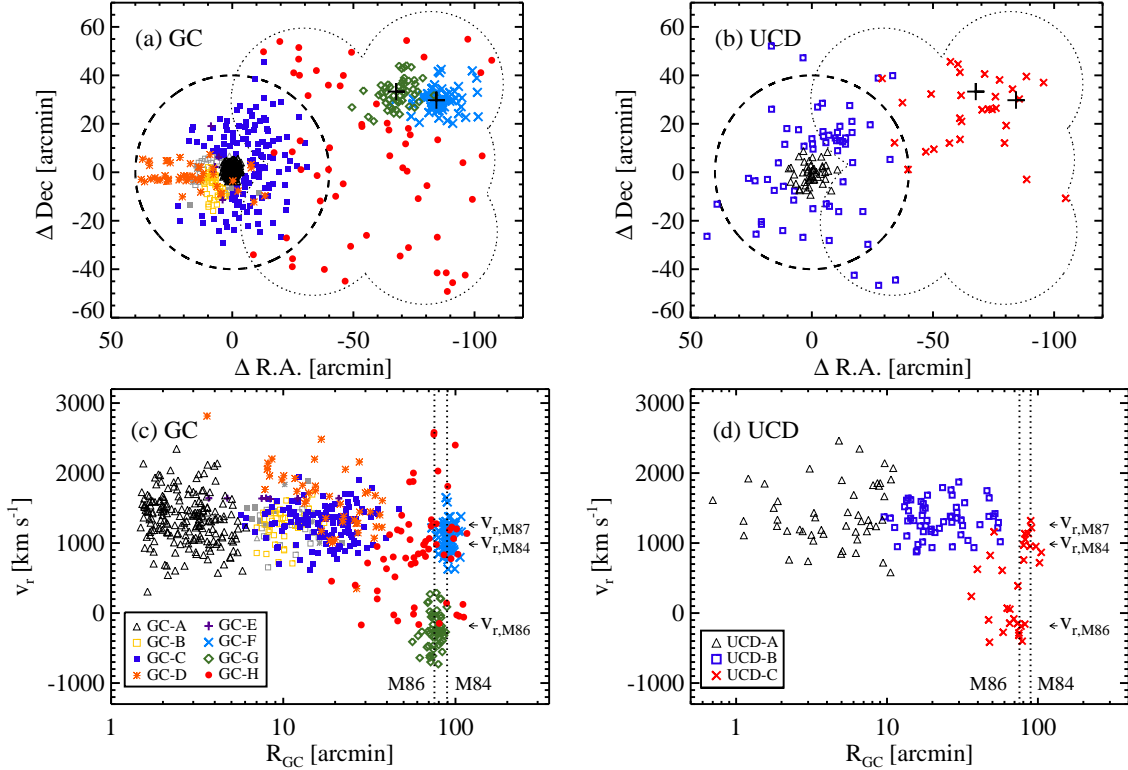 (a) GC
(b) UCD
60
40
20
0
-20
-40
-60
Δ Dec [arcmin]
50
0
-50
-100
Δ R.A. [arcmin]
60
40
20
0
-20
-40
-60
Δ Dec [arcmin]
50
0
-50
-100
Δ R.A. [arcmin]
(c) GC
3000
2000
1000
0
-1000
v_r [km s⁻¹]
v_r,M87
v_r,M84
v_r,M86
GC-A
GC-B
GC-C
GC-D
GC-E
GC-F
GC-G
GC-H
M86
M84
1
10
100
R_GC [arcmin]
(d) UCD
3000
2000
1000
0
-1000
v_r [km s⁻¹]
v_r,M87
v_r,M84
v_r,M86
UCD-A
UCD-B
UCD-C
M86
M84
1
10
100
R_GC [arcmin]